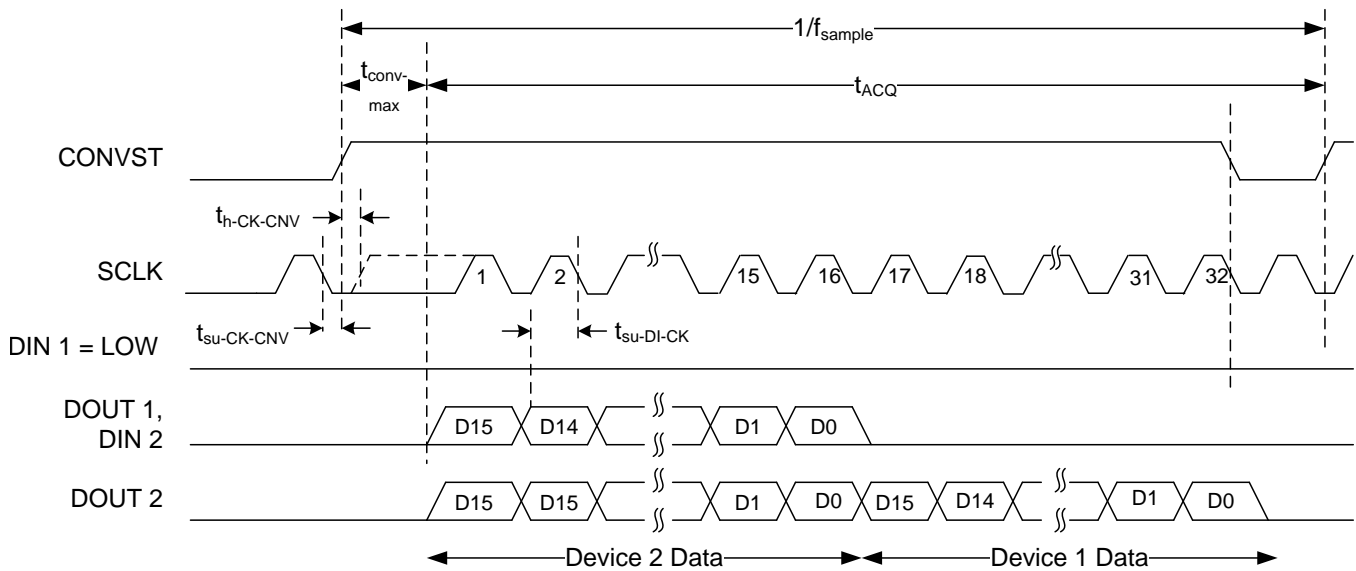 1/fsample
tconv-
max
tACQ
CONVST
th-CK-CNV
SCLK
1 2 15 16 17 18 31 32
tsu-CK-CNV
tsu-DI-CK
DIN 1 = LOW
DOUT 1,
DIN 2
D15 D14 D1 D0
DOUT 2
D15 D15 D1 D0 D15 D14 D1 D0
Device 2 Data Device 1 Data